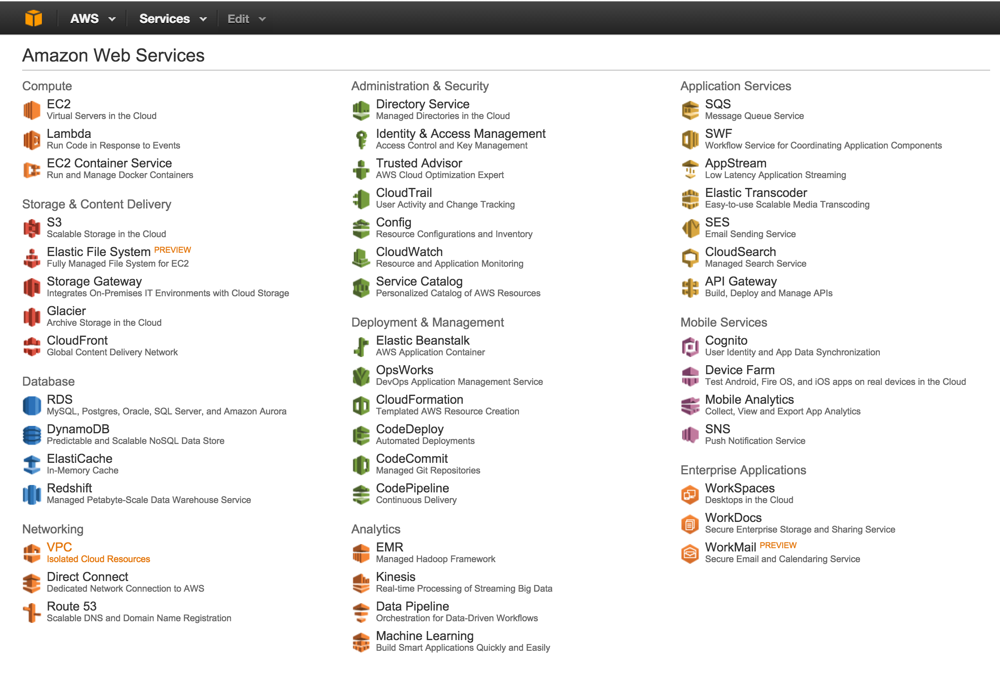 AWS
Services
Edit
Amazon Web Services
Compute
EC2
Virtual Servers in the Cloud
Lambda
Run Code in Response to Events
EC2 Container Service
Run and Manage Docker Containers
Storage & Content Delivery
S3
Scalable Storage in the Cloud
Elastic File System PREVIEW
Fully Managed File System for EC2
Storage Gateway
Integrates On-Premises IT Environments with Cloud Storage
Glacier
Archive Storage in the Cloud
CloudFront
Global Content Delivery Network
Database
RDS
MySQL, Postgres, Oracle, SQL Server, and Amazon Aurora
DynamoDB
Predictable and Scalable NoSQL Data Store
ElastiCache
In-Memory Cache
Redshift
Managed Petabyte-Scale Data Warehouse Service
Networking
VPC
Isolated Cloud Resources
Direct Connect
Dedicated Network Connection to AWS
Route 53
Scalable DNS and Domain Name Registration
Administration & Security
Directory Service
Managed Directories in the Cloud
Identity & Access Management
Access Control and Key Management
Trusted Advisor
AWS Cloud Optimization Expert
CloudTrail
User Activity and Change Tracking
Config
Resource Configurations and Inventory
CloudWatch
Resource and Application Monitoring
Service Catalog
Personalized Catalog of AWS Resources
Deployment & Management
Elastic Beanstalk
AWS Application Container
OpsWorks
DevOps Application Management Service
CloudFormation
Templated AWS Resource Creation
CodeDeploy
Automated Deployments
CodeCommit
Managed Git Repositories
CodePipeline
Continuous Delivery
Analytics
EMR
Managed Hadoop Framework
Kinesis
Real-time Processing of Streaming Big Data
Data Pipeline
Orchestration for Data-Driven Workflows
Machine Learning
Build Smart Applications Quickly and Easily
Application Services
SQS
Message Queue Service
SWF
Workflow Service for Coordinating Application Components
AppStream
Low Latency Application Streaming
Elastic Transcoder
Easy-to-use Scalable Media Transcoding
SES
Email Sending Service
CloudSearch
Managed Search Service
API Gateway
Build, Deploy and Manage APIs
Mobile Services
Cognito
User Identity and App Data Synchronization
Device Farm
Test Android, Fire OS, and iOS apps on real devices in the Cloud
Mobile Analytics
Collect, View and Export App Analytics
SNS
Push Notification Service
Enterprise Applications
WorkSpaces
Desktops in the Cloud
WorkDocs
Secure Enterprise Storage and Sharing Service
WorkMail PREVIEW
Secure Email and Calendaring Service